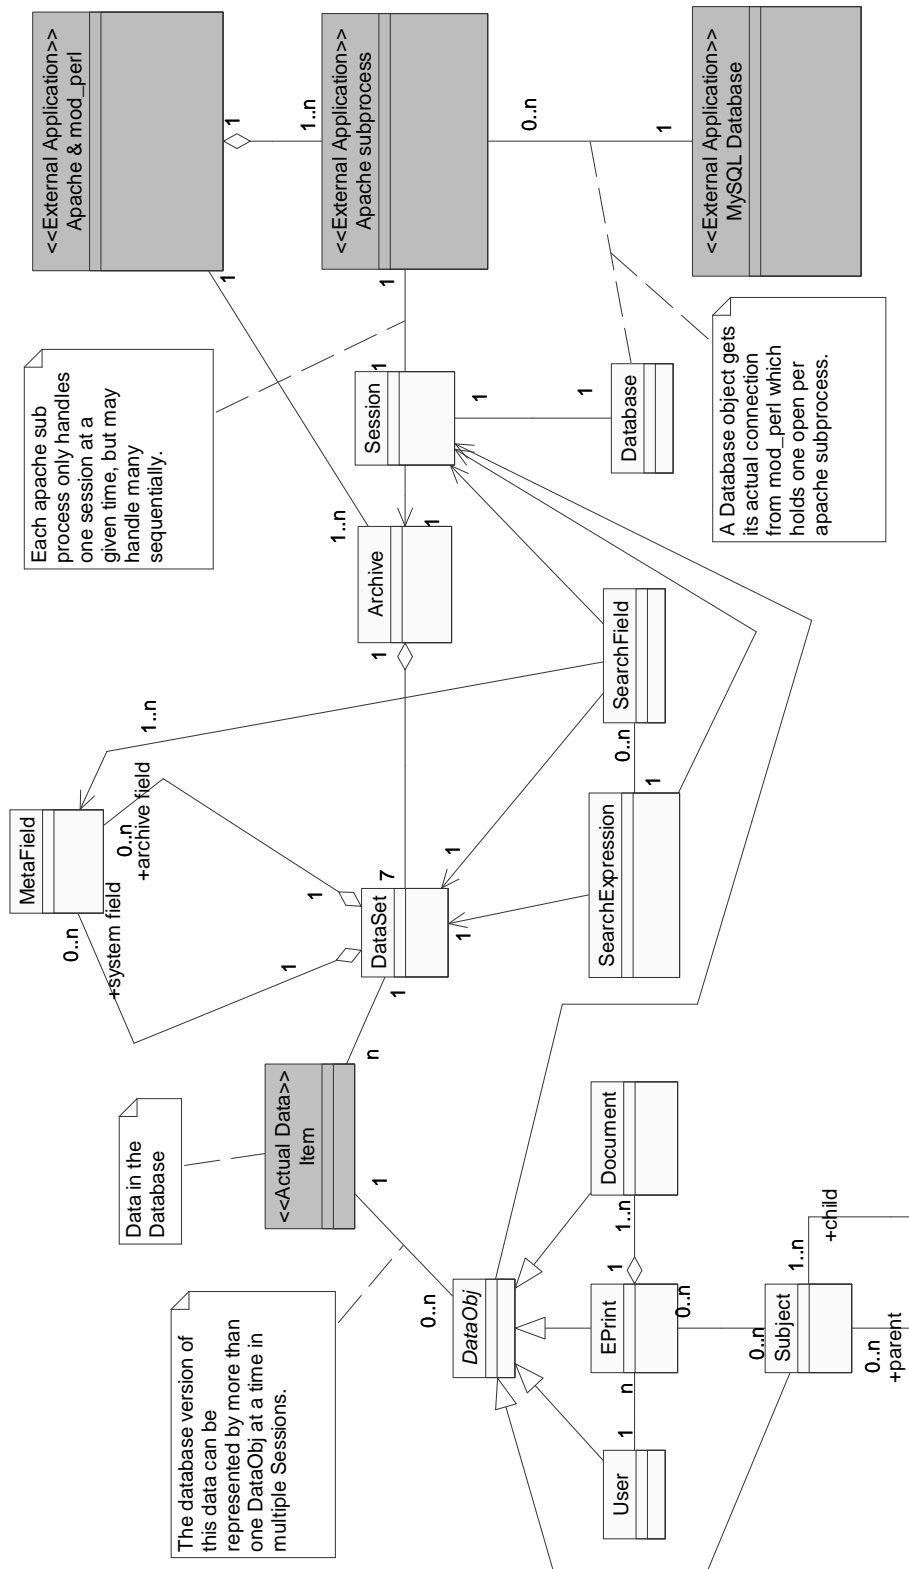 <<External Application>>
Apache & mod_perl
1
1..n
<<External Application>>
Apache subprocess
0..n
1
<<External Application>>
MySQL Database
1
1
Each apache sub
process only handles
one session at a
given time, but may
handle many
sequentially.
1
Session
1
1
Database
A Database object gets
its actual connection
from mod_perl which
holds one open per
apache subprocess.
1..n
1
Archive
1
SearchField
0..n
1..n
MetaField
0..n
+archive field
0..n
+system field
1
1
7
DataSet
1
1
1
1
SearchExpression
n
<<Actual Data>>
Item
1
Data in the
Database
The database version of
this data can be
represented by more than
one DataObj at a time in
multiple Sessions.
0..n
DataObj
Document
1..n
1
EPrint
0..n
n
1
User
0..n
Subject
1..n
+child
0..n
+parent